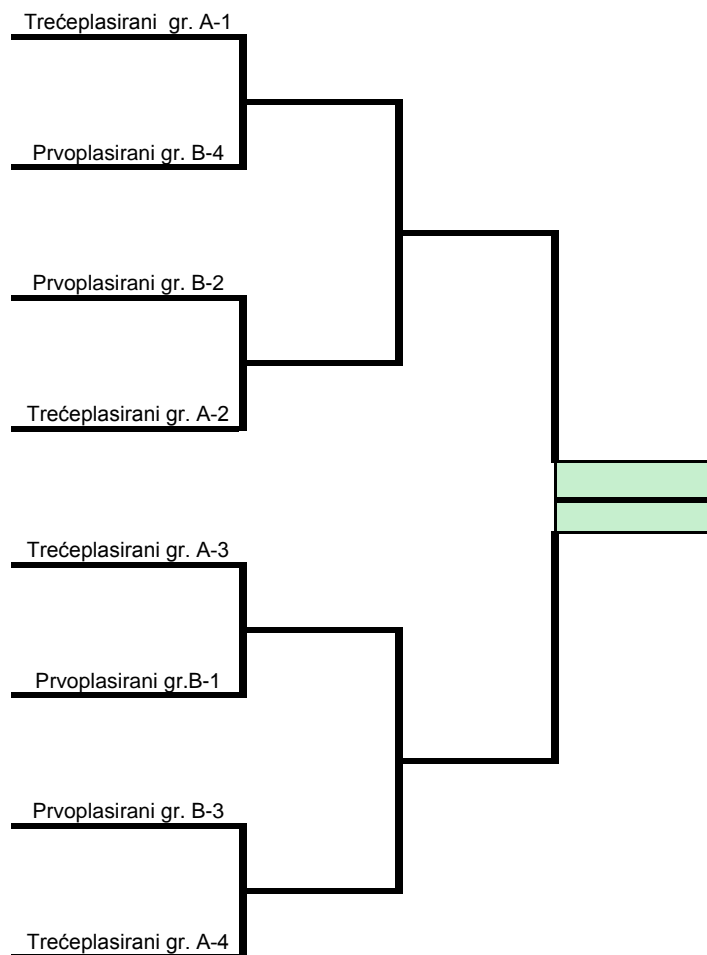 Trećeplasirani gr. A-1
Prvoplasirani gr. B-4
Prvoplasirani gr. B-2
Trećeplasirani gr. A-2
Trećeplasirani gr. A-3
Prvoplasirani gr.B-1
Prvoplasirani gr. B-3
Trećeplasirani gr. A-4